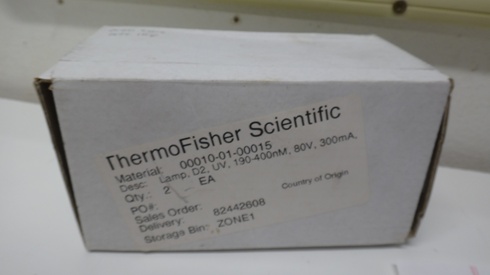 ThermoFisher Scientific
Material: 00010-01-00015
Desc: Lamp, D2, UV, 190-400nM, 80V, 300mA,
Qty.: 2 EA
PO#: Country of Origin
Sales Order:
Delivery: 82442608
Storage Bin: ZONE1